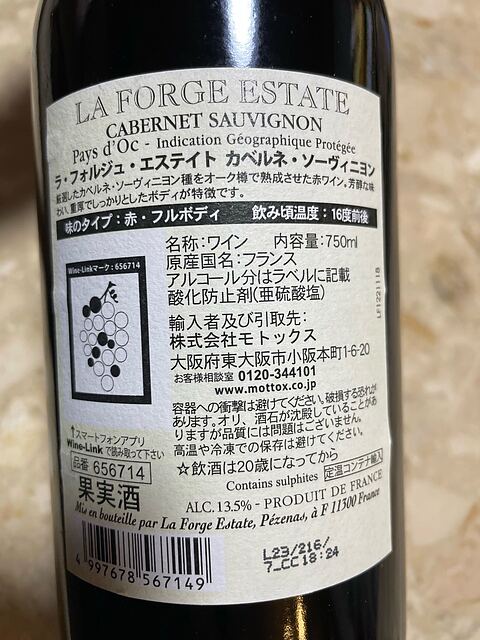 LA FORGE ESTATE
CABERNET SAUVIGNON
Pays d'Oc - Indication Géographique Protégée
ラ・フォルジュ・エステイト カベルネ・ソーヴィニヨン
厳選したカベルネ・ソーヴィニヨン種をオーク樽で熟成させた赤ワイン。芳醇な味
わい、重厚でしっかりとしたボディが特徴です。
味のタイプ：赤・フルボディ 飲み頃温度：16度前後
Wine-Linkマーク：656714
↑スマートフォンアプリ
Wine-Linkで読み取って下さい
品番 656714
果実酒
名称：ワイン 内容量：750ml
原産国名：フランス
アルコール分はラベルに記載
酸化防止剤(亜硫酸塩)
輸入者及び引取先：
株式会社モトックス
大阪府東大阪市小阪本町1-6-20
お客様相談室 0120-344101
www.mottox.co.jp
容器への衝撃は避けてください。破損する恐れが
あります。オリ、酒石が沈殿していることがあ
りますが品質には問題はございません。
高温や冷凍での保存は避けてください。
☆飲酒は20歳になってから
Contains sulphites 定温コンテナ輸入
ALC. 13.5% - PRODUIT DE FRANCE
Mis en bouteille par La Forge Estate, Pézenas, à F 11300 France
4 997678 567149
L23/216/
7_CC 18:24
LF1221118